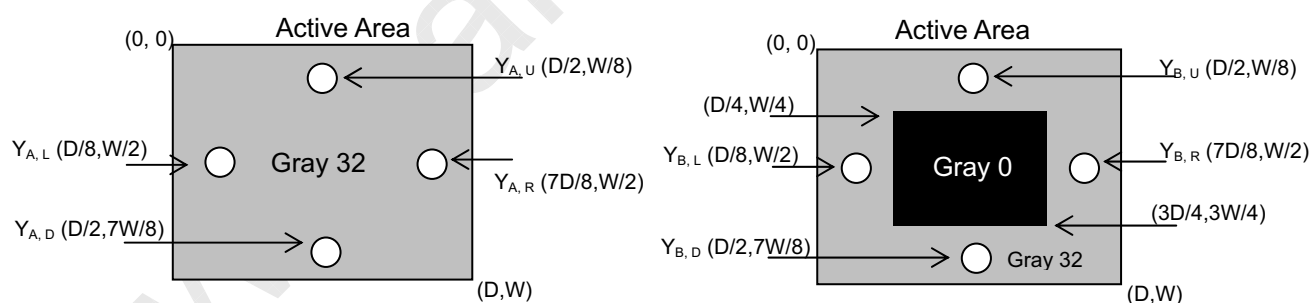 Active Area
(0, 0)
Y_A, U (D/2,W/8)
Y_A, L (D/8,W/2)
Gray 32
Y_A, R (7D/8,W/2)
Y_A, D (D/2,7W/8)
(D,W)
Active Area
(0, 0)
Y_B, U (D/2,W/8)
(D/4,W/4)
Y_B, L (D/8,W/2)
Gray 0
Y_B, R (7D/8,W/2)
(3D/4,3W/4)
Y_B, D (D/2,7W/8)
Gray 32
(D,W)